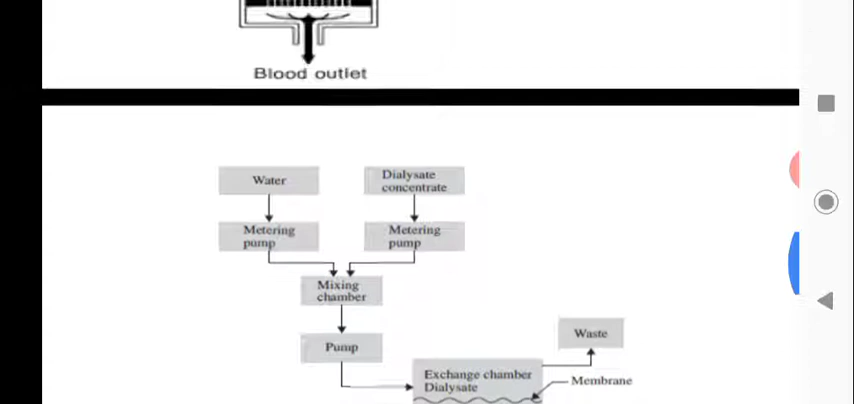 Blood outlet
Water
Dialysate
concentrate
Metering
pump
Metering
pump
Mixing
chamber
Pump
Waste
Exchange chamber
Dialysate
Membrane